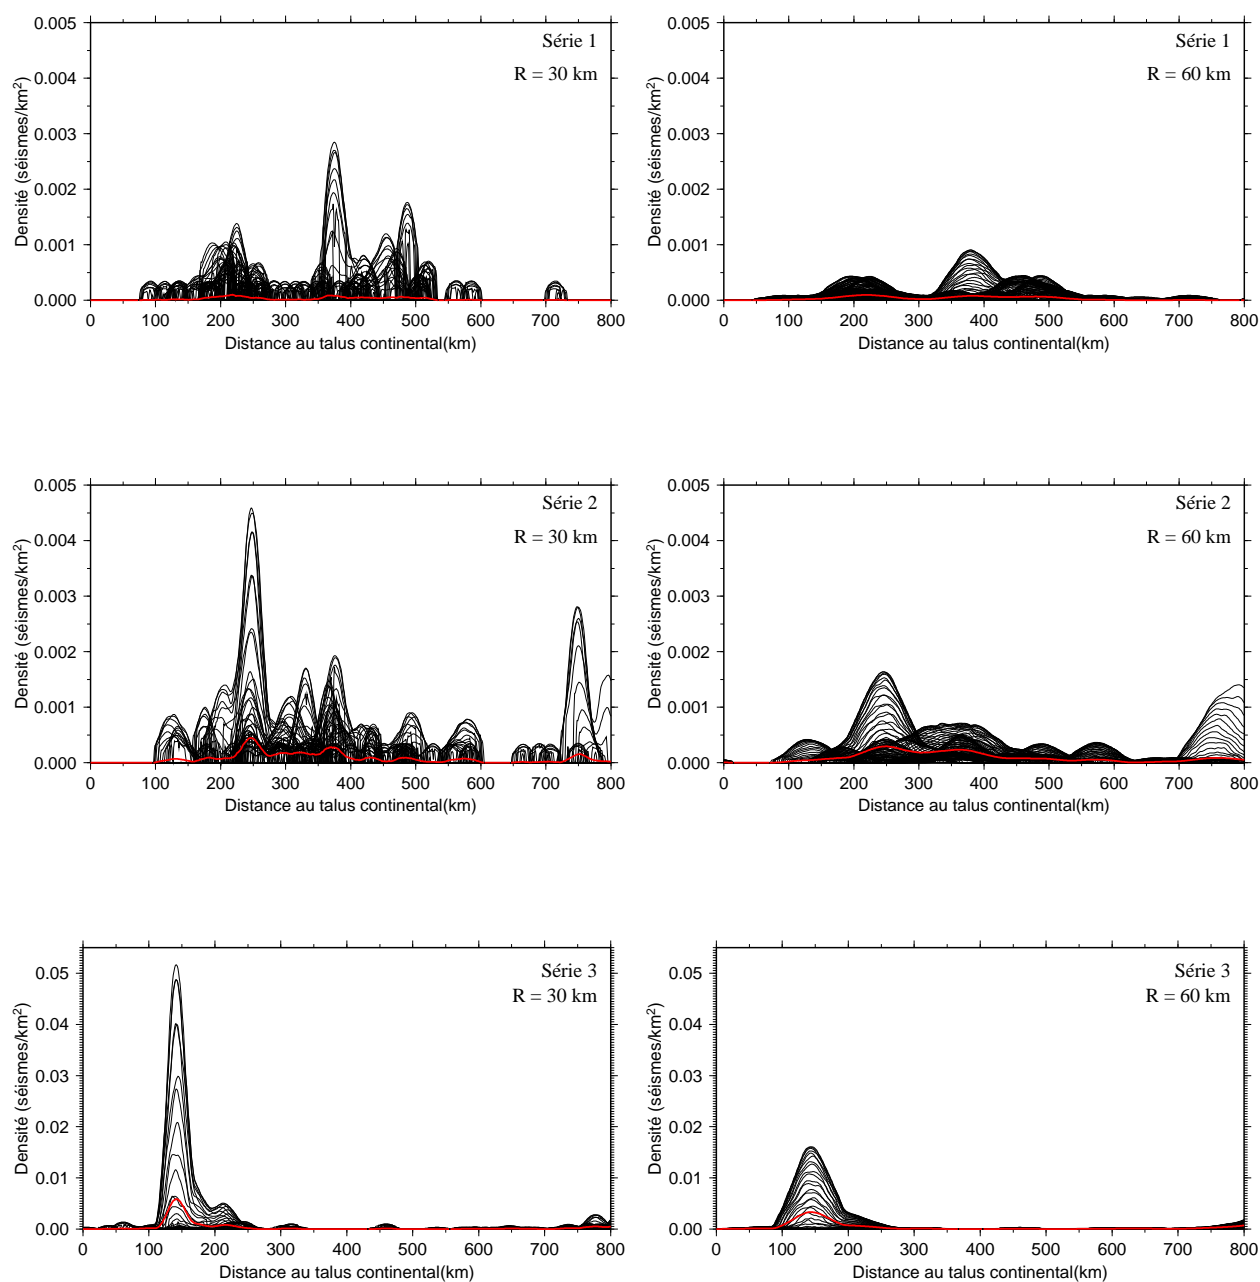 Série 1
R = 30 km
Densité (séismes/km²)
0.005
0.004
0.003
0.002
0.001
0.000
0 100 200 300 400 500 600 700 800
Distance au talus continental(km)
Série 1
R = 60 km
Densité (séismes/km²)
0.005
0.004
0.003
0.002
0.001
0.000
0 100 200 300 400 500 600 700 800
Distance au talus continental(km)
Série 2
R = 30 km
Densité (séismes/km²)
0.005
0.004
0.003
0.002
0.001
0.000
0 100 200 300 400 500 600 700 800
Distance au talus continental(km)
Série 2
R = 60 km
Densité (séismes/km²)
0.005
0.004
0.003
0.002
0.001
0.000
0 100 200 300 400 500 600 700 800
Distance au talus continental(km)
Série 3
R = 30 km
Densité (séismes/km²)
0.05
0.04
0.03
0.02
0.01
0.00
0 100 200 300 400 500 600 700 800
Distance au talus continental(km)
Série 3
R = 60 km
Densité (séismes/km²)
0.05
0.04
0.03
0.02
0.01
0.00
0 100 200 300 400 500 600 700 800
Distance au talus continental(km)